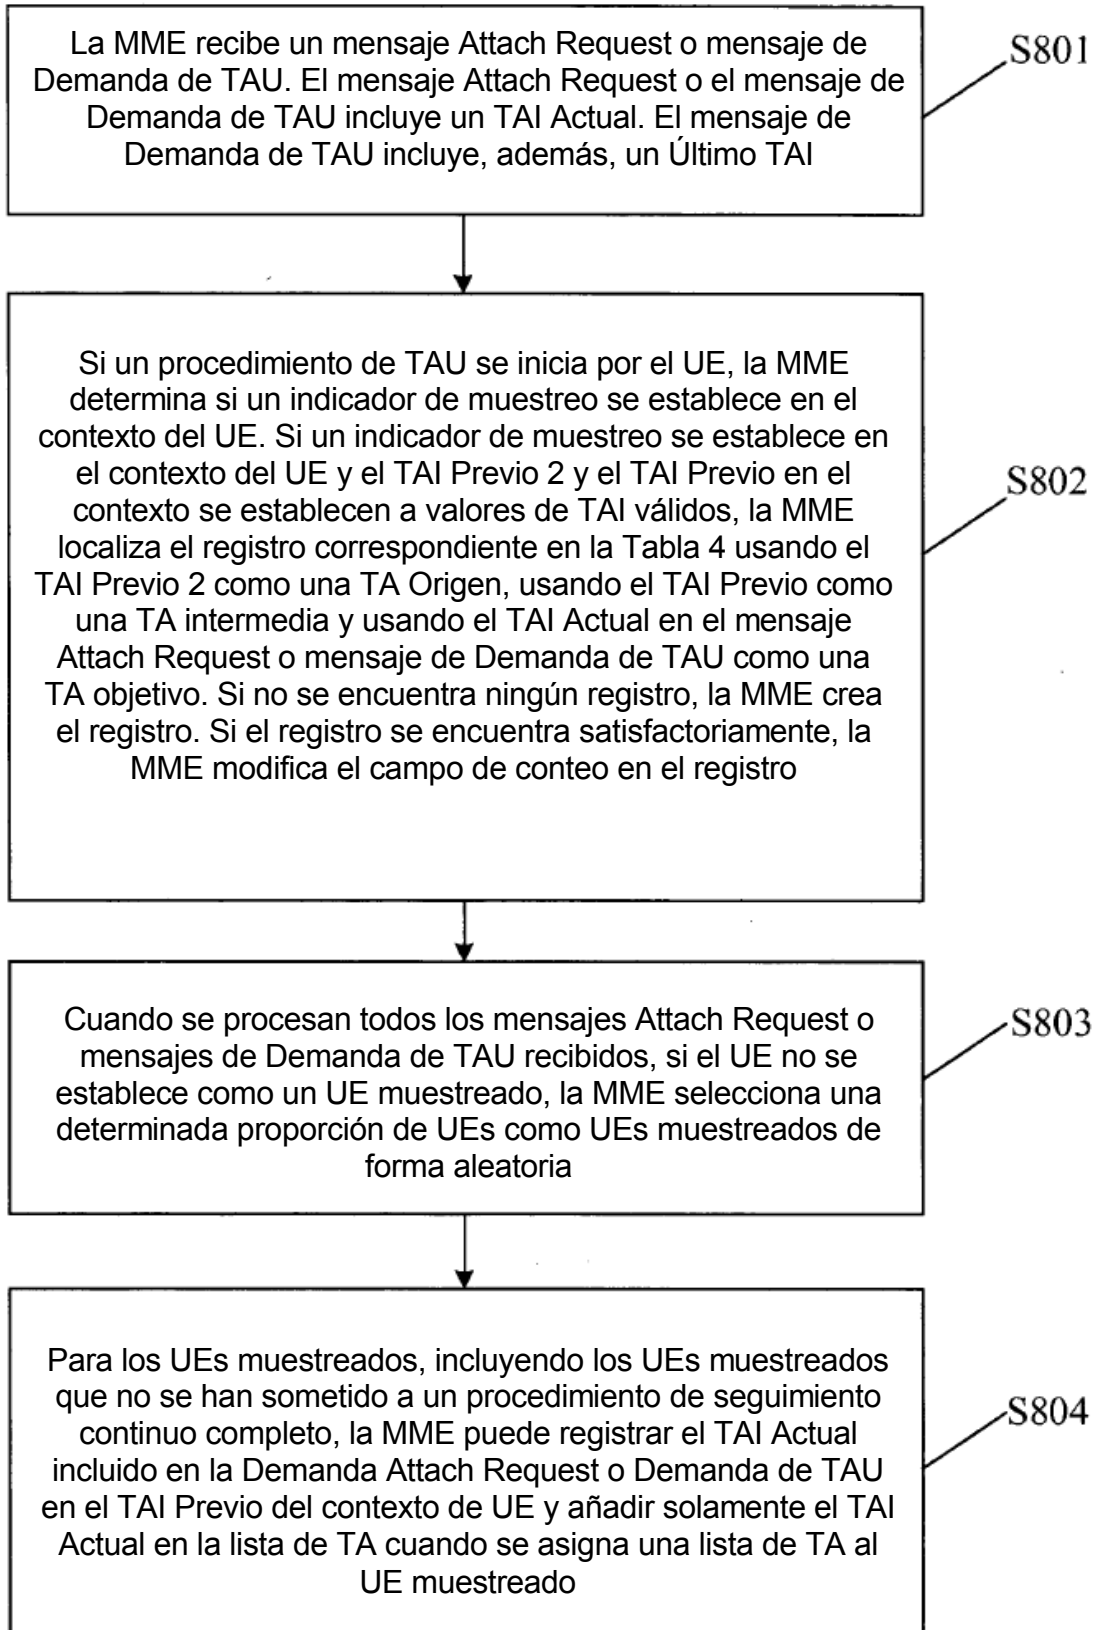 La MME recibe un mensaje Attach Request o mensaje de
Demanda de TAU. El mensaje Attach Request o el mensaje de
Demanda de TAU incluye un TAI Actual. El mensaje de
Demanda de TAU incluye, además, un Último TAI
S801
Si un procedimiento de TAU se inicia por el UE, la MME
determina si un indicador de muestreo se establece en el
contexto del UE. Si un indicador de muestreo se establece en
el contexto del UE y el TAI Previo 2 y el TAI Previo en el
contexto se establecen a valores de TAI válidos, la MME
localiza el registro correspondiente en la Tabla 4 usando el
TAI Previo 2 como una TA Origen, usando el TAI Previo como
una TA intermedia y usando el TAI Actual en el mensaje
Attach Request o mensaje de Demanda de TAU como una
TA objetivo. Si no se encuentra ningún registro, la MME crea
el registro. Si el registro se encuentra satisfactoriamente, la
MME modifica el campo de conteo en el registro
S802
Cuando se procesan todos los mensajes Attach Request o
mensajes de Demanda de TAU recibidos, si el UE no se
establece como un UE muestreado, la MME selecciona una
determinada proporción de UEs como UEs muestreados de
forma aleatoria
S803
Para los UEs muestreados, incluyendo los UEs muestreados
que no se han sometido a un procedimiento de seguimiento
continuo completo, la MME puede registrar el TAI Actual
incluido en la Demanda Attach Request o Demanda de TAU
en el TAI Previo del contexto de UE y añadir solamente el TAI
Actual en la lista de TA cuando se asigna una lista de TA al
UE muestreado
S804